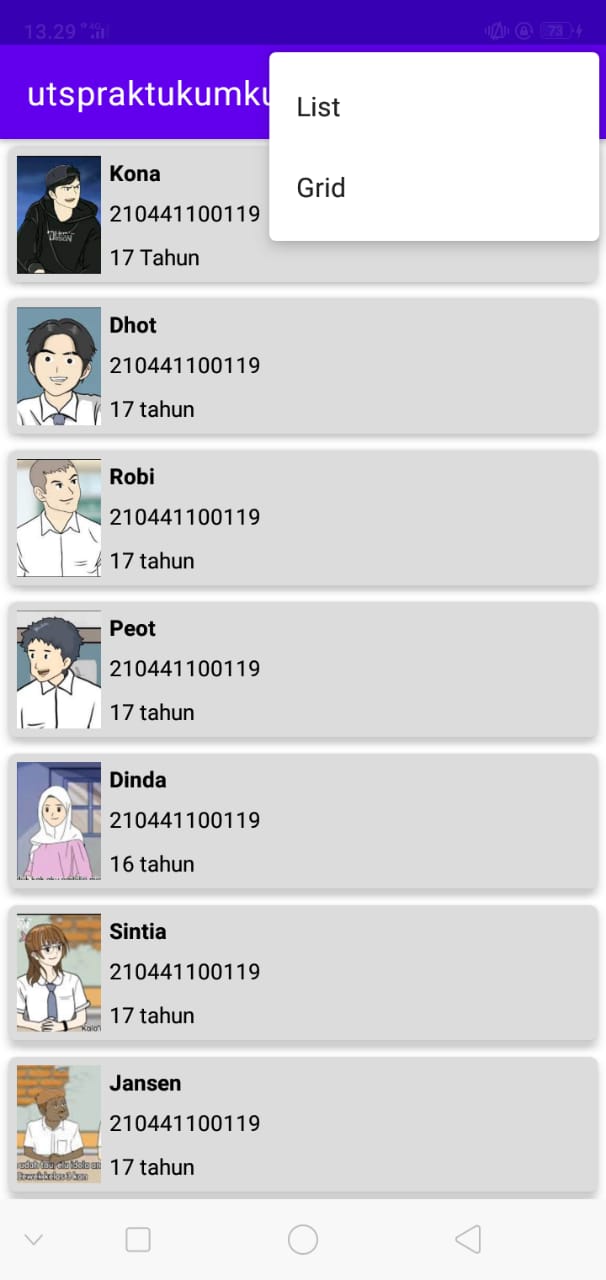 13.29
4G
73
utspraktukumku
List
Grid
Kona
210441100119
17 Tahun
Dhot
210441100119
17 tahun
Robi
210441100119
17 tahun
Peot
210441100119
17 tahun
Dinda
210441100119
16 tahun
Sintia
210441100119
17 tahun
Jansen
210441100119
17 tahun